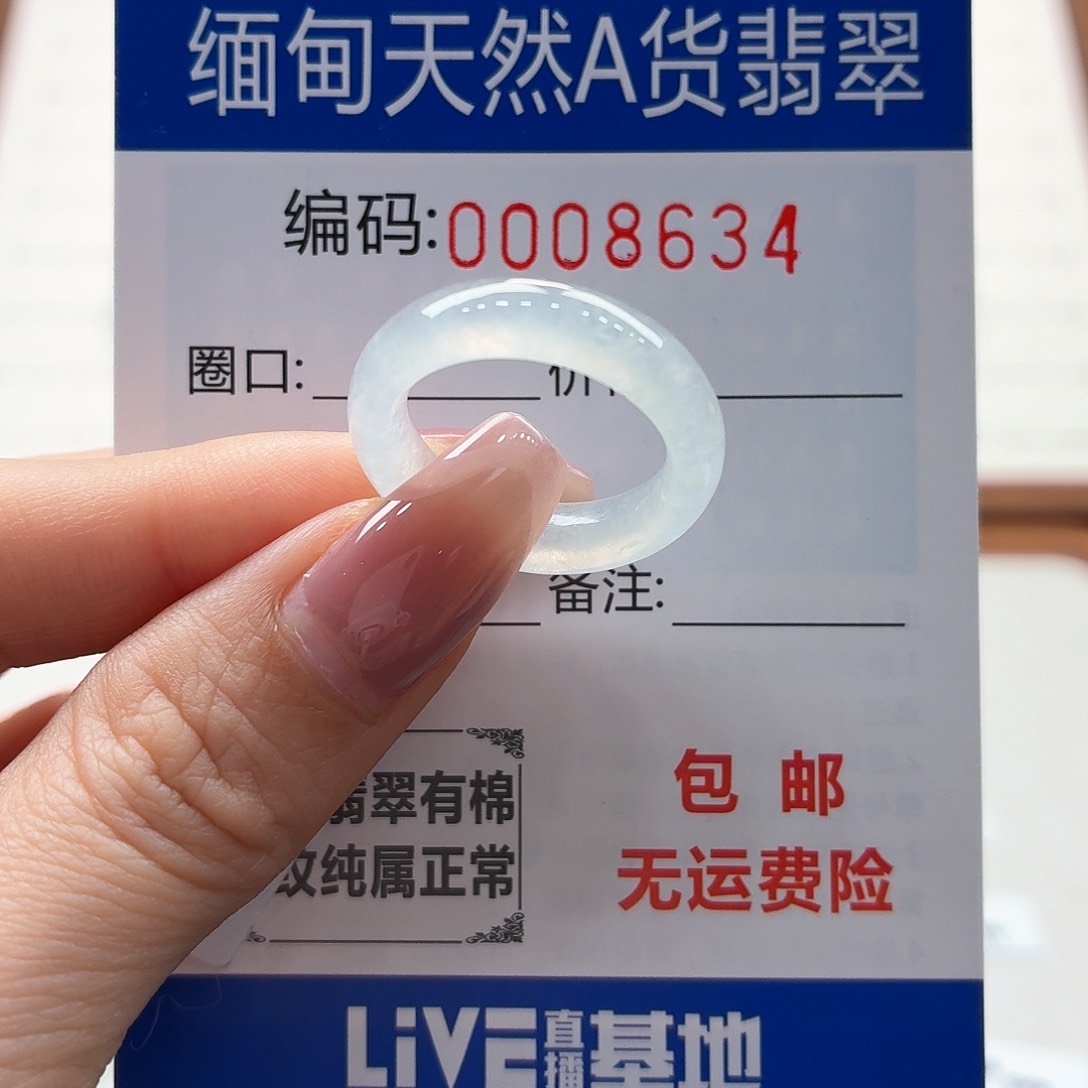 缅甸天然A货翡翠
编码:0008634
圈口:
备注:
翡翠有棉
纹纯属正常
包邮
无运费险
LiVE直播基地